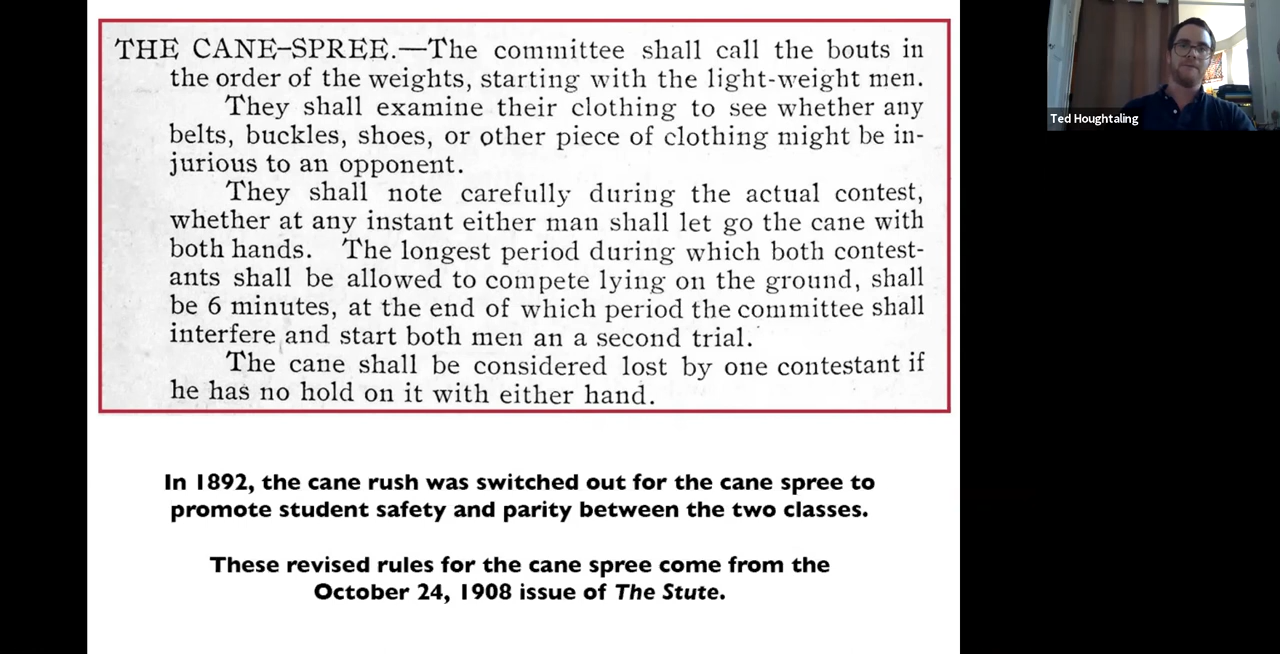 THE CANE-SPREE.—The committee shall call the bouts in
the order of the weights, starting with the light-weight men.
They shall examine their clothing to see whether any
belts, buckles, shoes, or other piece of clothing might be in-
jurious to an opponent.
They shall note carefully during the actual contest,
whether at any instant either man shall let go the cane with
both hands. The longest period during which both contest-
ants shall be allowed to compete lying on the ground, shall
be 6 minutes, at the end of which period the committee shall
interfere and start both men an a second trial.
The cane shall be considered lost by one contestant if
he has no hold on it with either hand.
In 1892, the cane rush was switched out for the cane spree to
promote student safety and parity between the two classes.
These revised rules for the cane spree come from the
October 24, 1908 issue of The Stute.
Ted Houghtaling